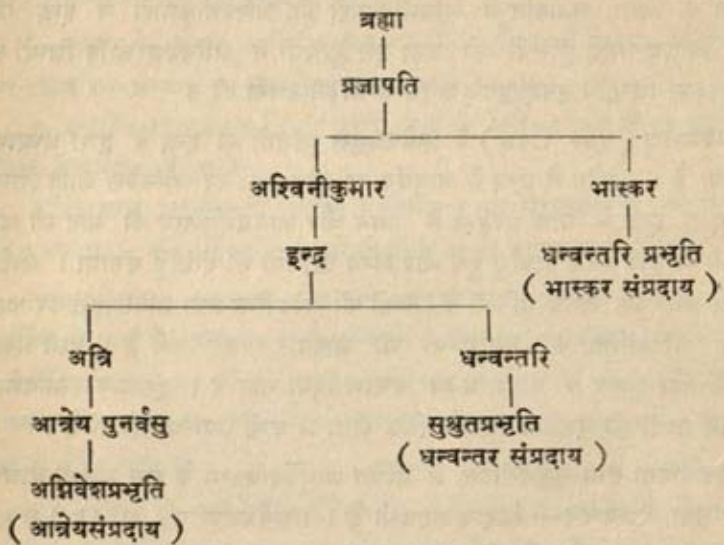 ब्रह्मा
प्रजापति
अश्विनीकुमार
भास्कर
इन्द्र
धन्वन्तरि प्रभृति
( भास्कर संप्रदाय )
अत्रि
धन्वन्तरि
आत्रेय पुनर्वसु
सुश्रुतप्रभृति
( धन्वन्तर संप्रदाय )
अग्निवेशप्रभृति
( आत्रेयसंप्रदाय )